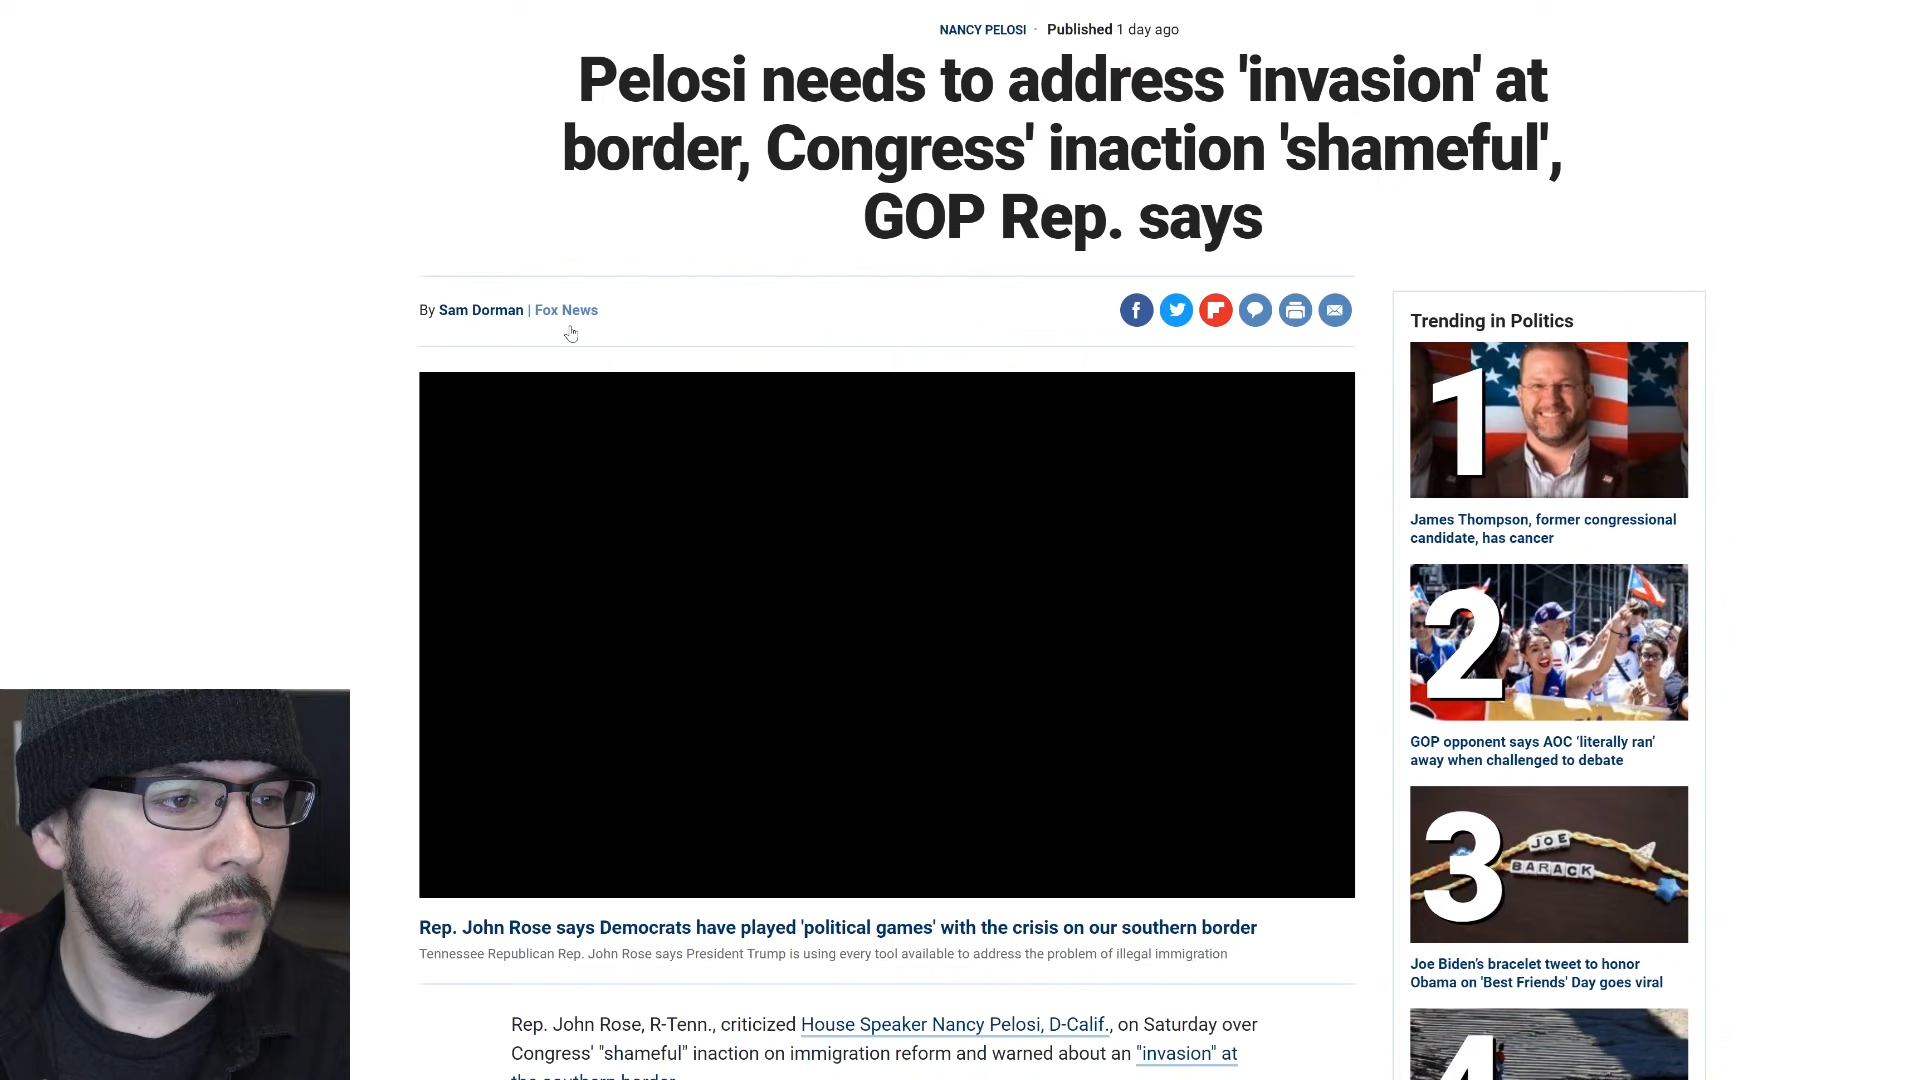 NANCY PELOSI · Published 1 day ago
Pelosi needs to address 'invasion' at
border, Congress' inaction 'shameful',
GOP Rep. says
By Sam Dorman | Fox News
Trending in Politics
1
James Thompson, former congressional
candidate, has cancer
2
GOP opponent says AOC ‘literally ran’
away when challenged to debate
3
JOE
BARACK
Joe Biden’s bracelet tweet to honor
Obama on 'Best Friends' Day goes viral
4
Rep. John Rose says Democrats have played 'political games' with the crisis on our southern border
Tennessee Republican Rep. John Rose says President Trump is using every tool available to address the problem of illegal immigration
Rep. John Rose, R-Tenn., criticized House Speaker Nancy Pelosi, D-Calif., on Saturday over
Congress' "shameful" inaction on immigration reform and warned about an "invasion" at
the southern border.